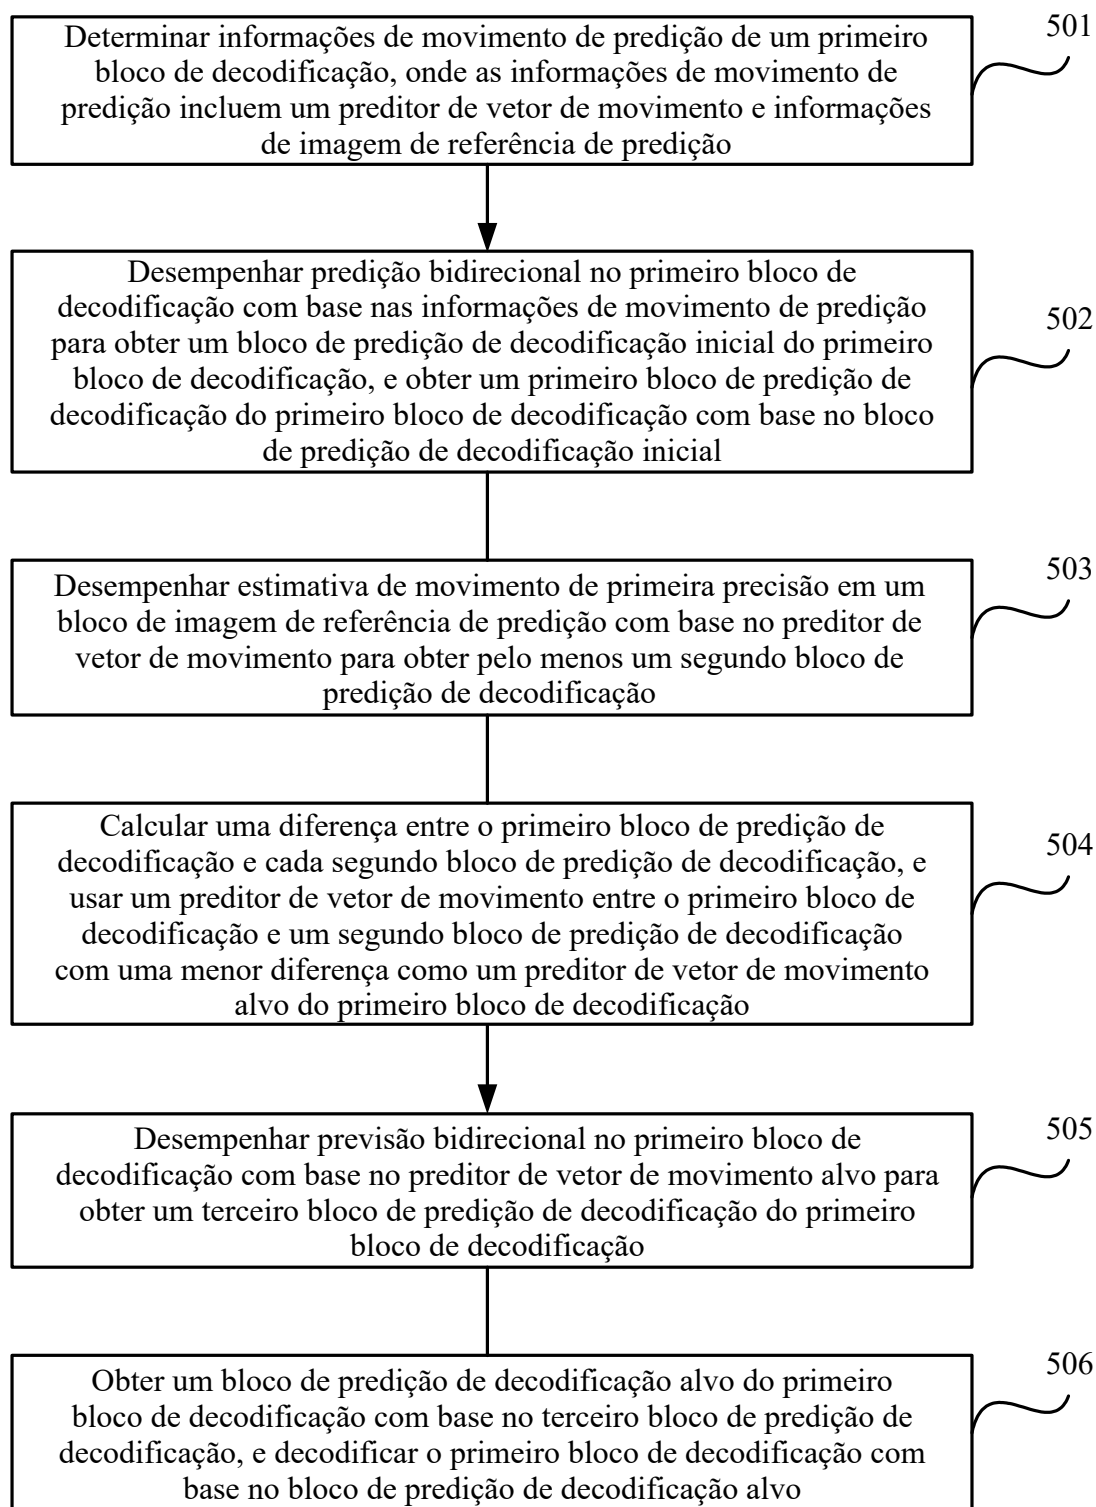 Determinar informações de movimento de predição de um primeiro
bloco de decodificação, onde as informações de movimento de
predição incluem um preditor de vetor de movimento e informações
de imagem de referência de predição
501
Desempenhar predição bidirecional no primeiro bloco de
decodificação com base nas informações de movimento de predição
para obter um bloco de predição de decodificação inicial do primeiro
bloco de decodificação, e obter um primeiro bloco de predição de
decodificação do primeiro bloco de decodificação com base no bloco
de predição de decodificação inicial
502
Desempenhar estimativa de movimento de primeira precisão em um
bloco de imagem de referência de predição com base no preditor de
vetor de movimento para obter pelo menos um segundo bloco de
predição de decodificação
503
Calcular uma diferença entre o primeiro bloco de predição de
decodificação e cada segundo bloco de predição de decodificação, e
usar um preditor de vetor de movimento entre o primeiro bloco de
decodificação e um segundo bloco de predição de decodificação
com uma menor diferença como um preditor de vetor de movimento
alvo do primeiro bloco de decodificação
504
Desempenhar previsão bidirecional no primeiro bloco de
decodificação com base no preditor de vetor de movimento alvo para
obter um terceiro bloco de predição de decodificação do primeiro
bloco de decodificação
505
Obter um bloco de predição de decodificação alvo do primeiro
bloco de decodificação com base no terceiro bloco de predição de
decodificação, e decodificar o primeiro bloco de decodificação com
base no bloco de predição de decodificação alvo
506